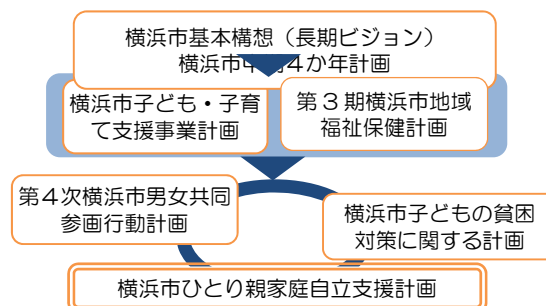 横浜市基本構想（長期ビジョン）
横浜市中期４か年計画
横浜市子ども・子育
て支援事業計画
第３期横浜市地域
福祉保健計画
第４次横浜市男女共同
参画行動計画
横浜市子どもの貧困
対策に関する計画
横浜市ひとり親家庭自立支援計画